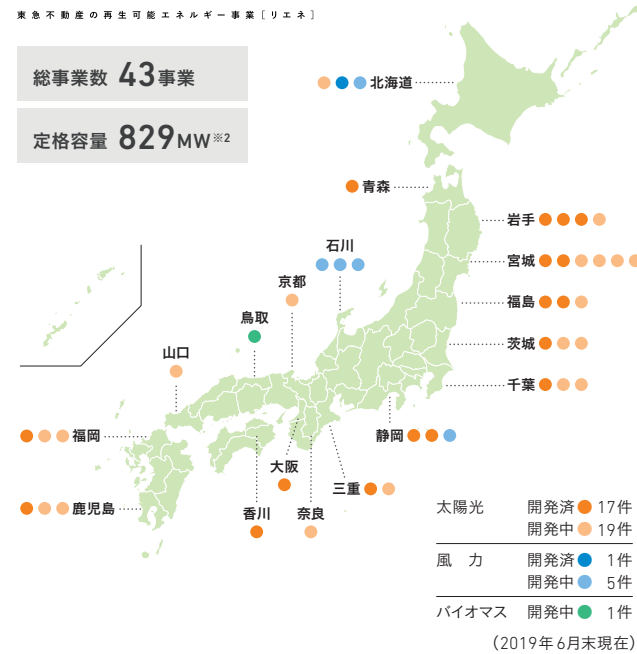 東急不動産の再生可能エネルギー事業［リエネ］
総事業数 43事業
定格容量 829MW※2
北海道
青森
岩手
石川
宮城
京都
福島
鳥取
茨城
山口
千葉
福岡
静岡
大阪
三重
鹿児島
香川
奈良
太陽光 開発済 17件
開発中 19件
風 力 開発済 1件
開発中 5件
バイオマス 開発中 1件
（2019年6月末現在）